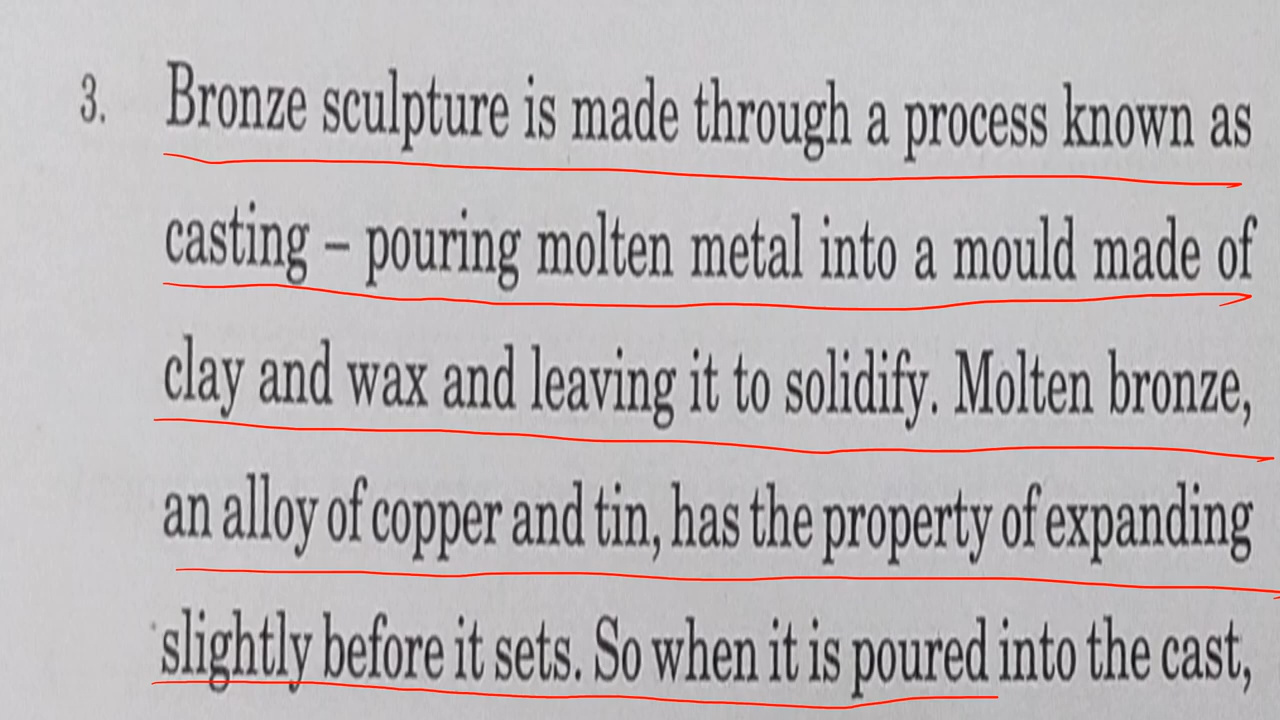 3. Bronze sculpture is made through a process known as
casting – pouring molten metal into a mould made of
clay and wax and leaving it to solidify. Molten bronze,
an alloy of copper and tin, has the property of expanding
slightly before it sets. So when it is poured into the cast,